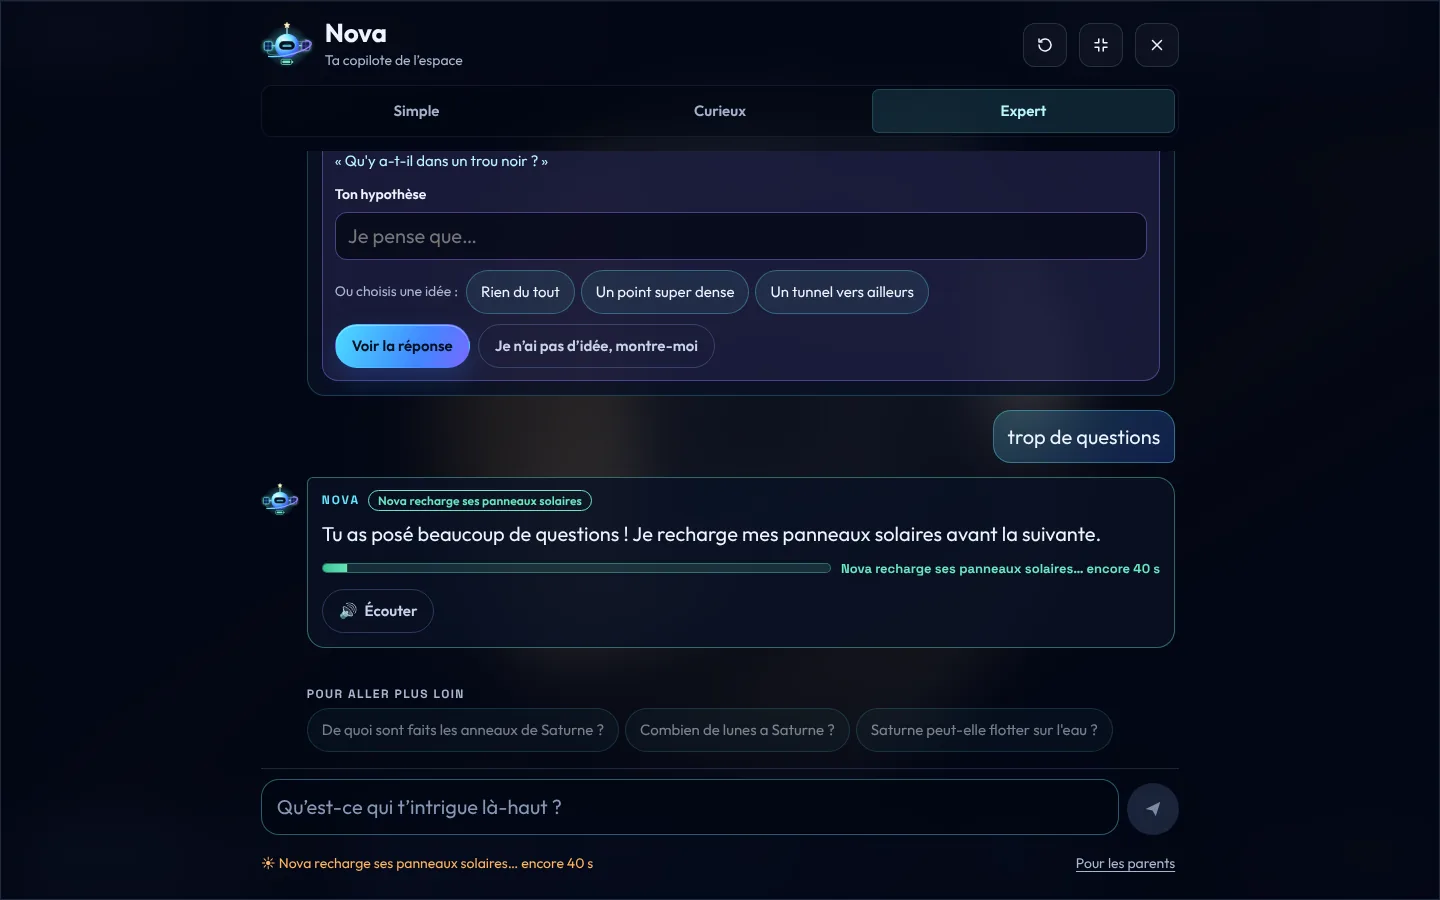 Nova
Ta copilote de l'espace
Simple
Curieux
Expert
« Qu'y a-t-il dans un trou noir ? »
Ton hypothèse
Je pense que…
Ou choisis une idée :
Rien du tout
Un point super dense
Un tunnel vers ailleurs
Voir la réponse
Je n’ai pas d’idée, montre-moi
trop de questions
NOVA
Nova recharge ses panneaux solaires
Tu as posé beaucoup de questions ! Je recharge mes panneaux solaires avant la suivante.
Nova recharge ses panneaux solaires… encore 40 s
Écouter
POUR ALLER PLUS LOIN
De quoi sont faits les anneaux de Saturne ?
Combien de lunes a Saturne ?
Saturne peut-elle flotter sur l'eau ?
Qu’est-ce qui t’intrigue là-haut ?
☀ Nova recharge ses panneaux solaires… encore 40 s
Pour les parents